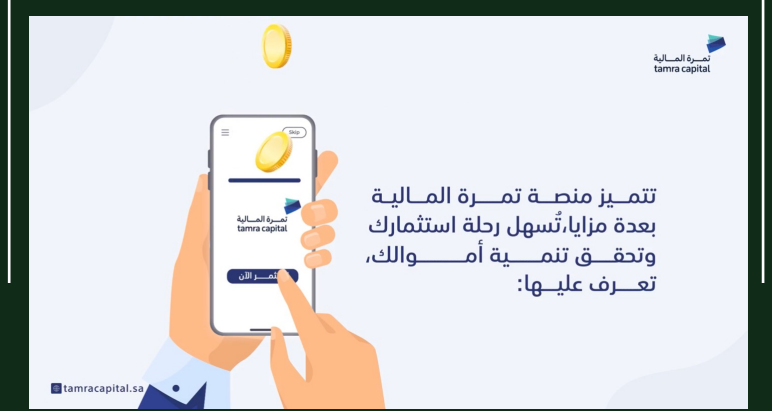 تمرة المالية
tamra capital
Skip
تمرة المالية
tamra capital
الآن
تتميز منصة تمرة المالية
بعدة مزايا،تُسهل رحلة استثمارك
وتحقق تنمية أموالك،
تعرف عليها:
tamracapital.sa